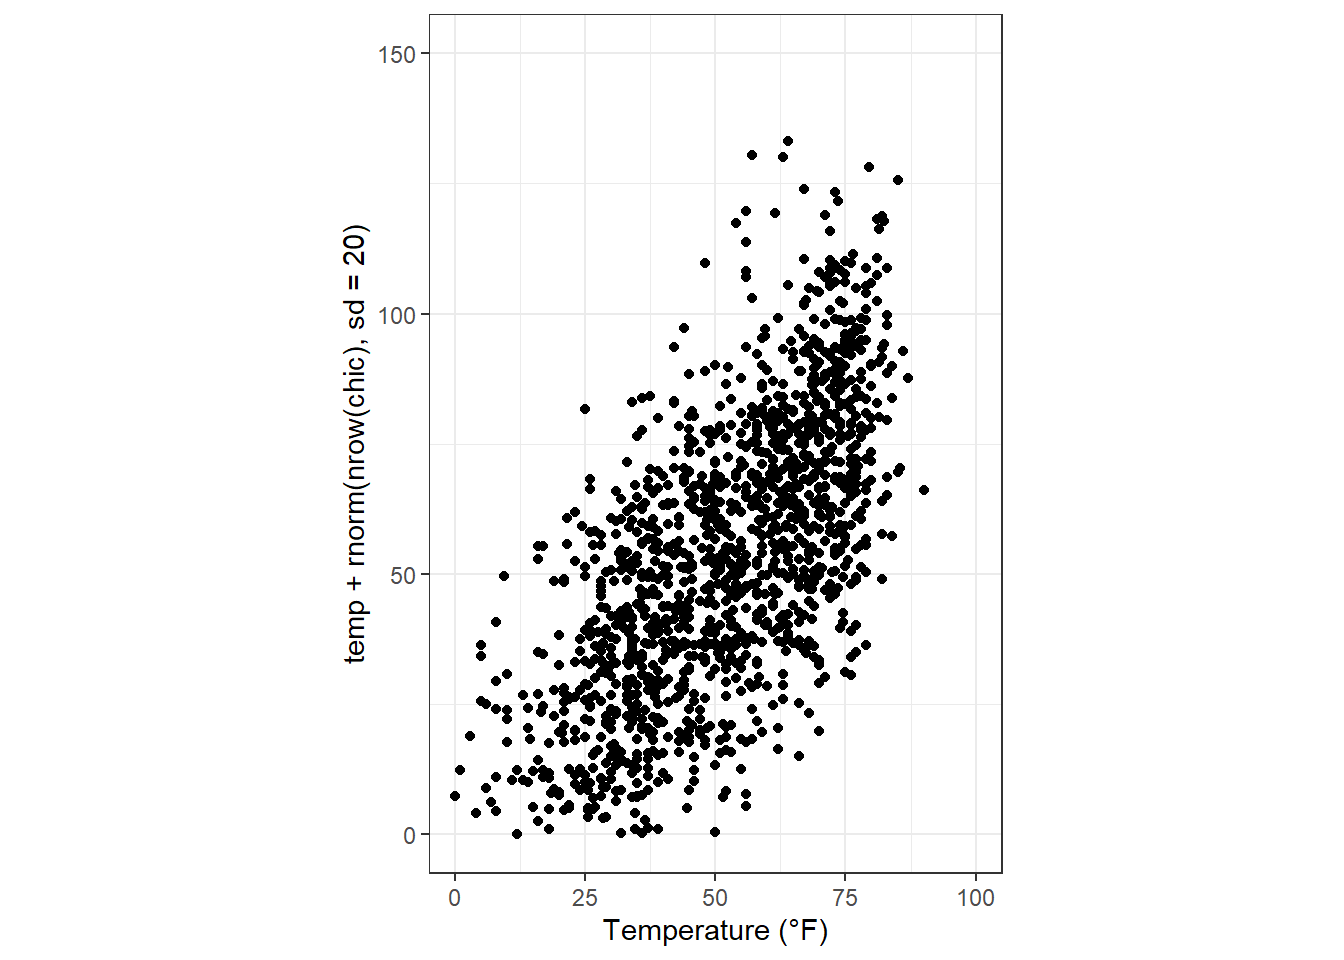 150
100
50
0
temp + rnorm(nrow(chic), sd = 20)
0 25 50 75 100
Temperature (°F)